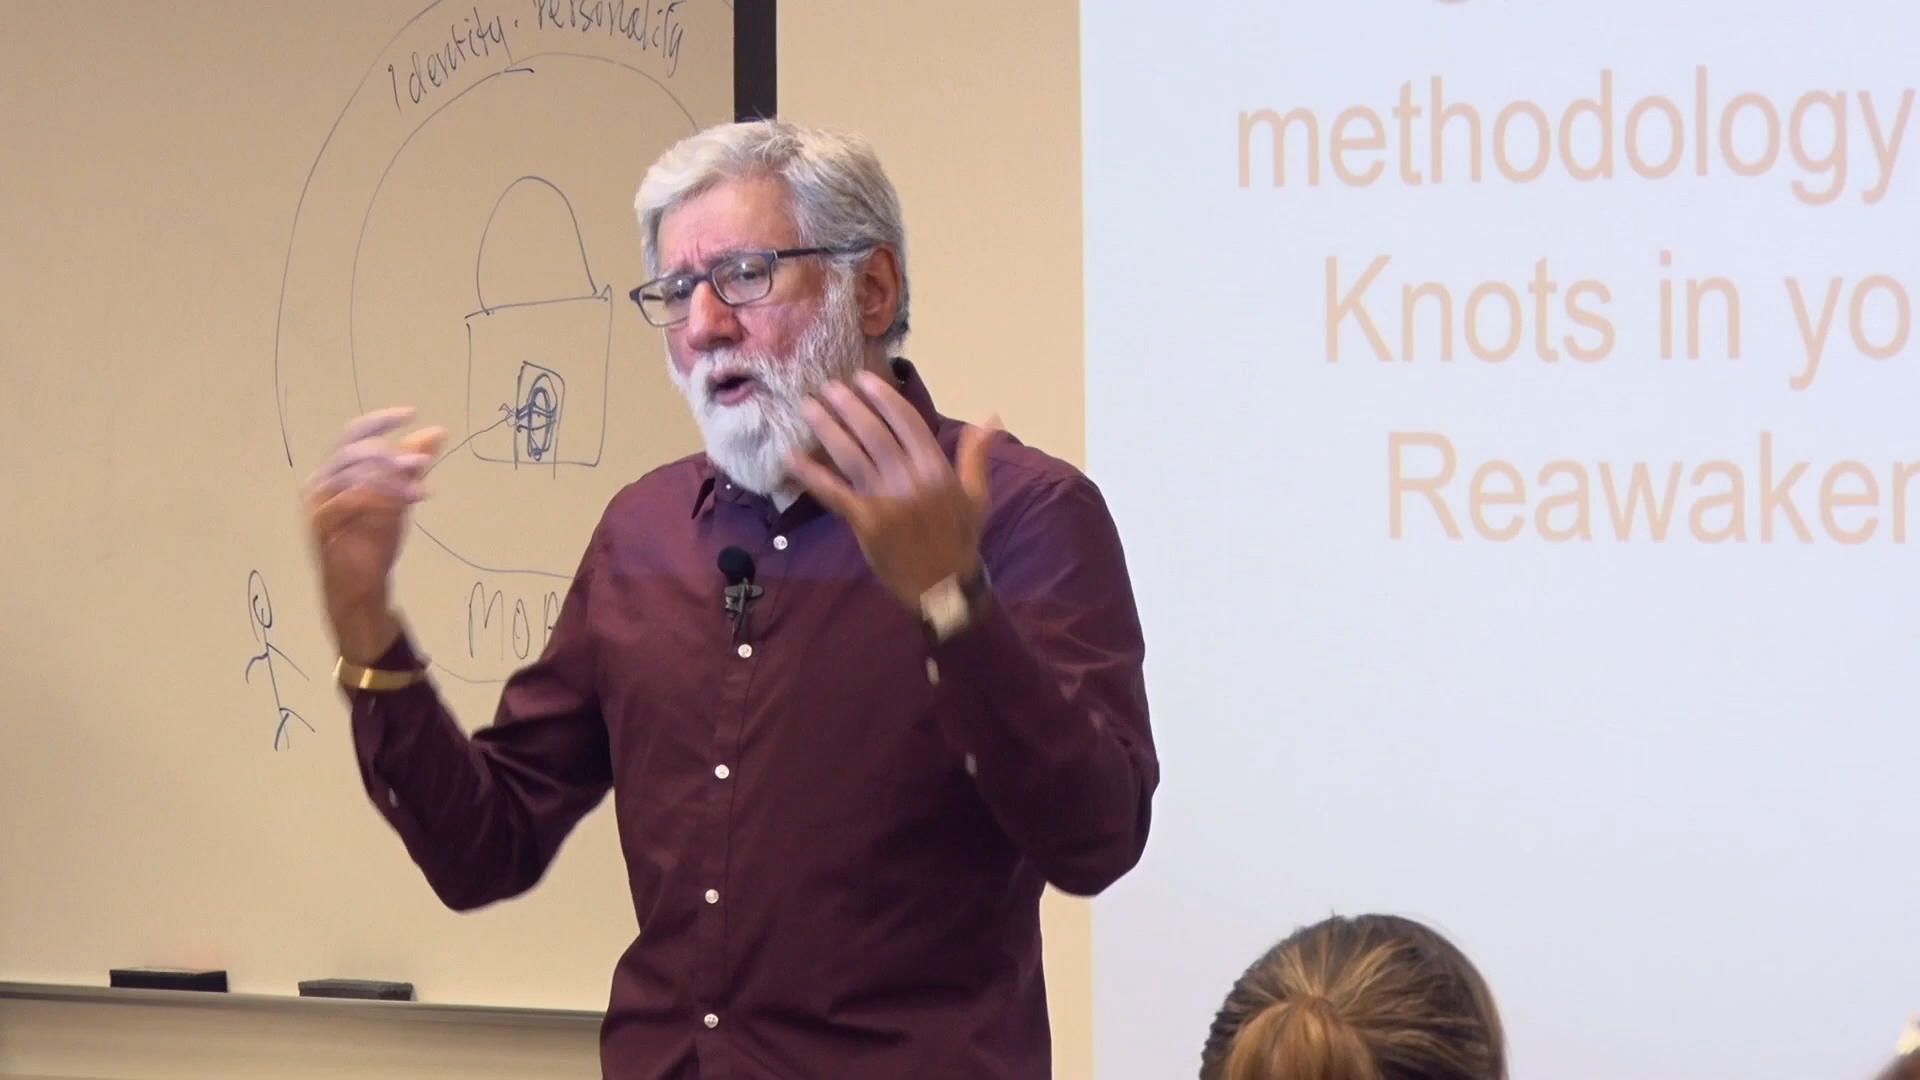 Identity. Personality
methodology
Knots in yo
Reawaken